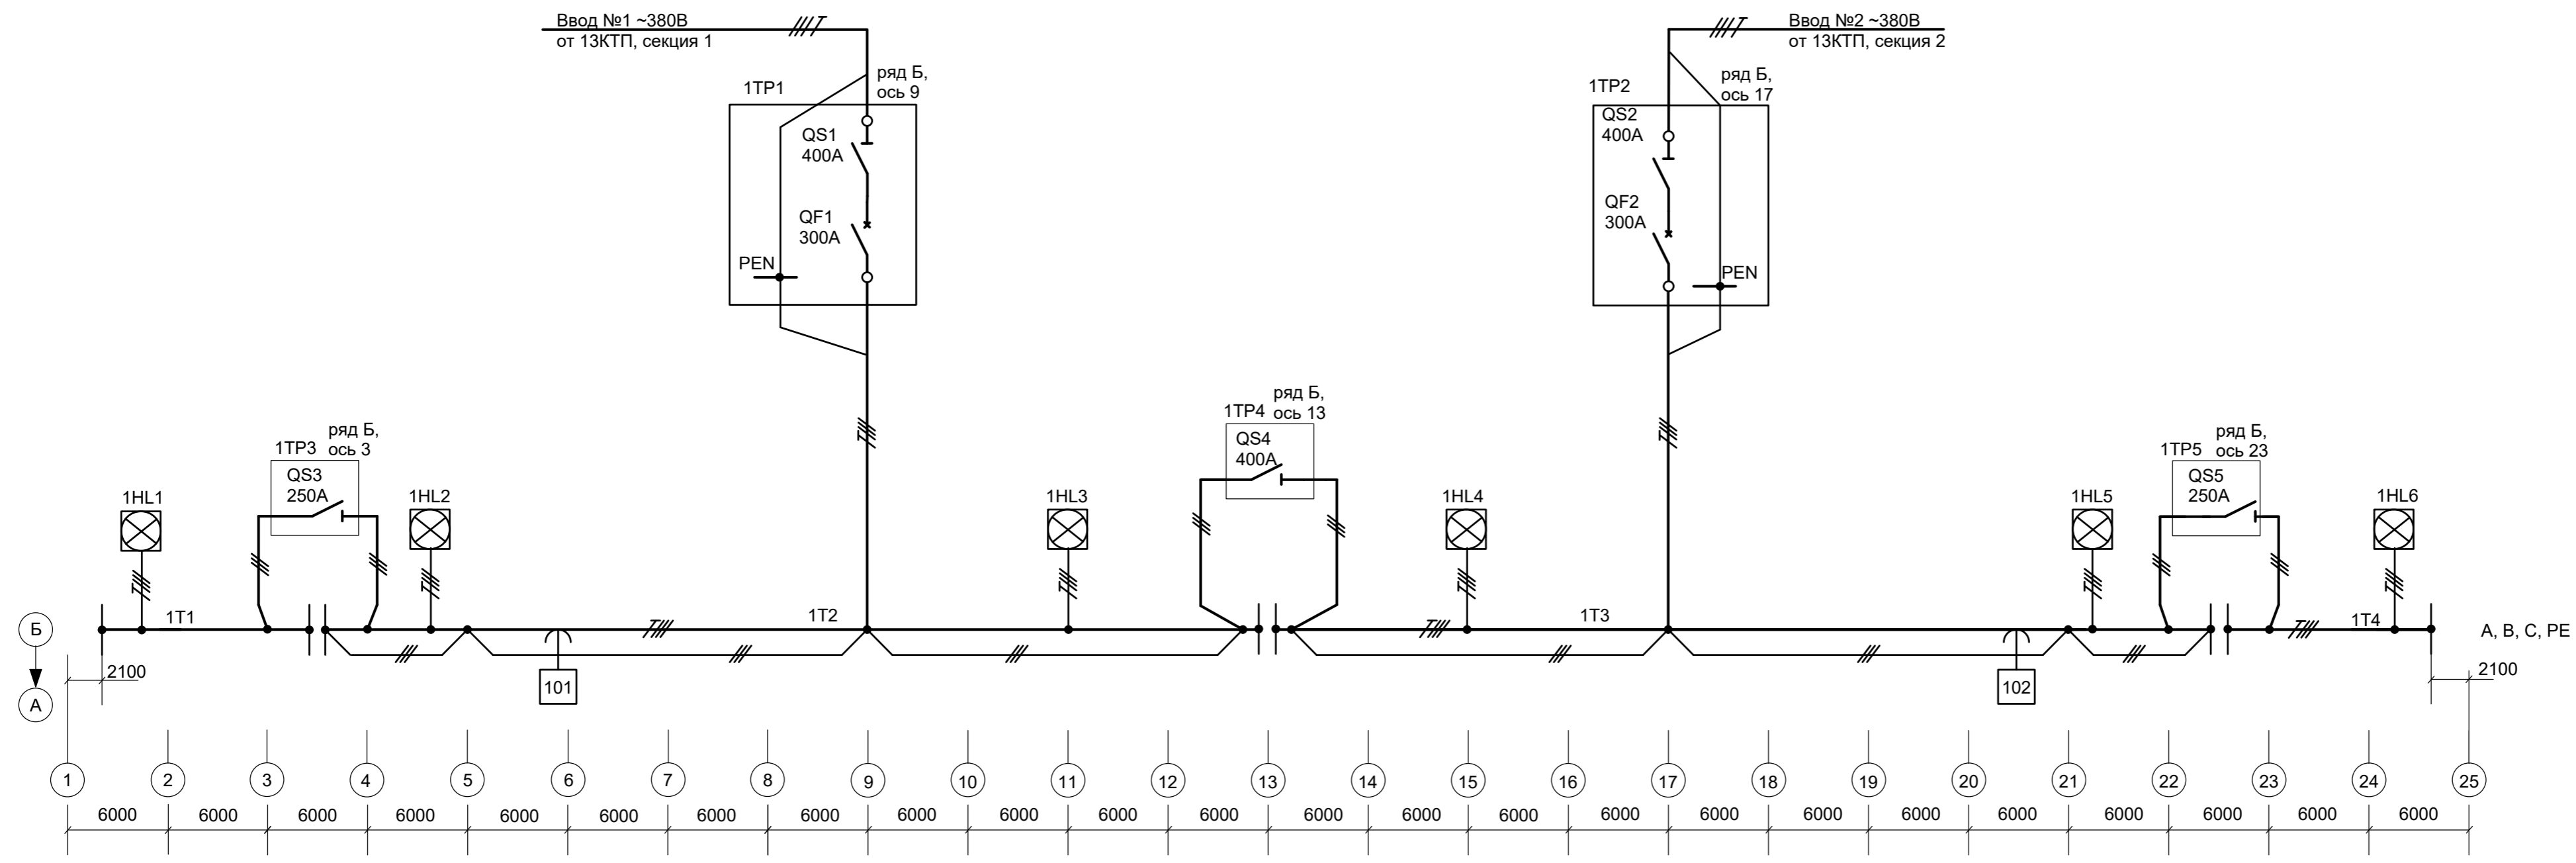 Ввод №1 ~380В
от 13КТП, секция 1
Ввод №2 ~380В
от 13КТП, секция 2
1ТР1
ряд Б,
ось 9
QS1
400А
QF1
300А
PEN
1ТР2
ряд Б,
ось 17
QS2
400А
QF2
300А
PEN
1ТР3
ряд Б,
ось 3
QS3
250А
1ТР4
ряд Б,
ось 13
QS4
400А
1ТР5
ряд Б,
ось 23
QS5
250А
1HL1
1HL2
1HL3
1HL4
1HL5
1HL6
1Т1
1Т2
1Т3
1Т4
А, В, С, РЕ
Б
А
2100
101
102
2100
1 2 3 4 5 6 7 8 9 10 11 12 13 14 15 16 17 18 19 20 21 22 23 24 25
6000 6000 6000 6000 6000 6000 6000 6000 6000 6000 6000 6000 6000 6000 6000 6000 6000 6000 6000 6000 6000 6000 6000 6000